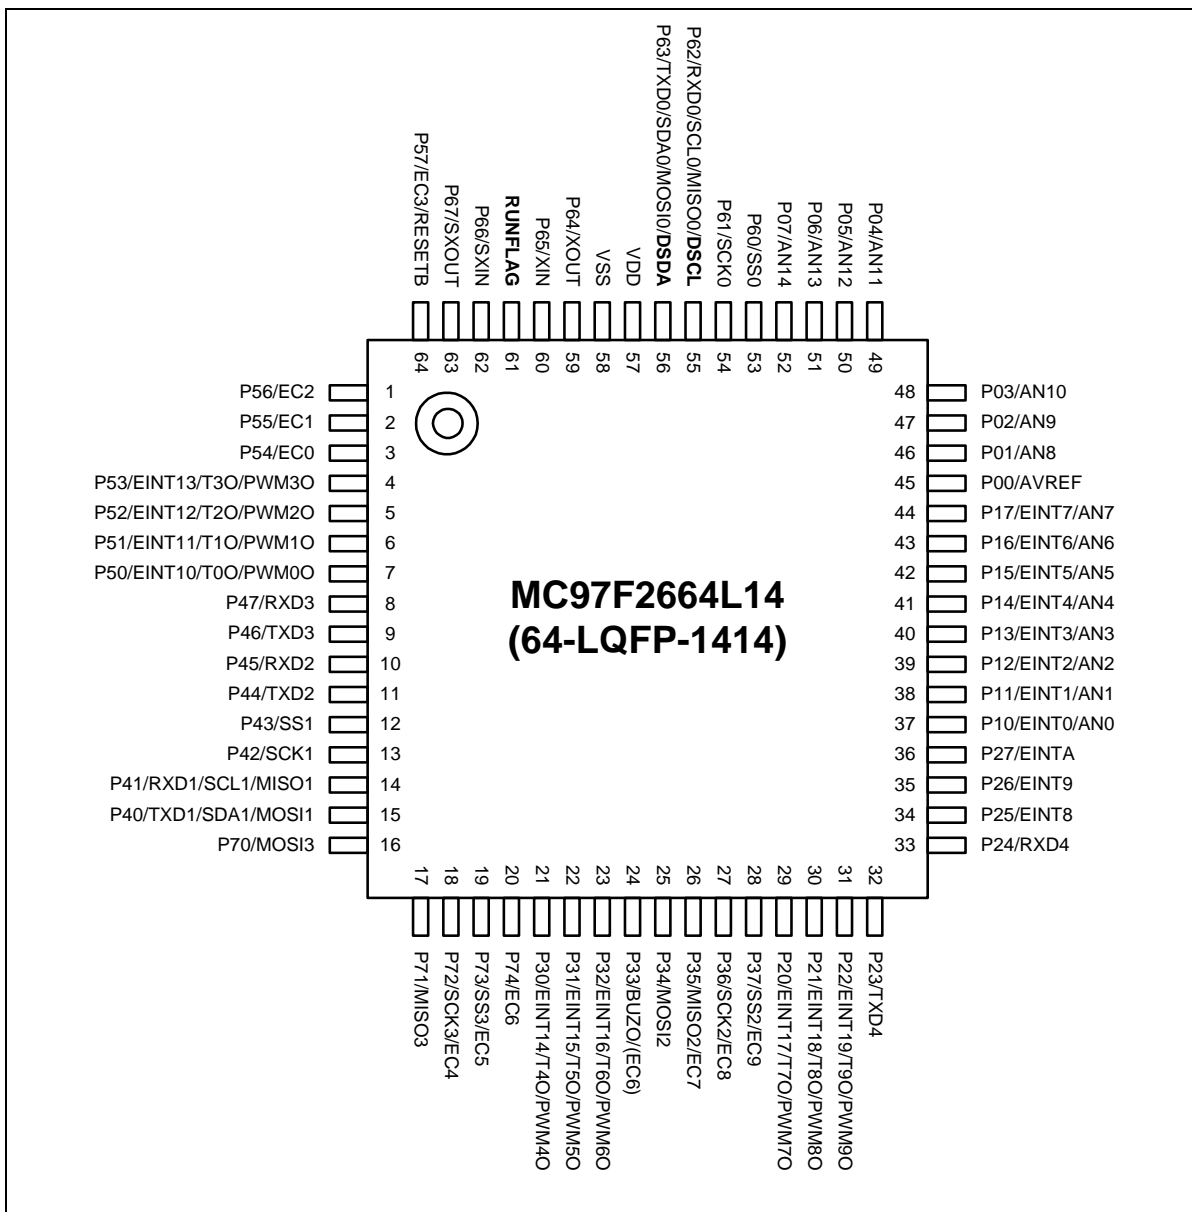 P57/EC3/RESETB
P67/SXOUT
P66/SXIN
RUNFLAG
P65/XIN
P64/XOUT
VSS
VDD
P63/TXD0/SDA0/MOSI0/DSDA
P62/RXD0/SCL0/MISO0/DSCL
P61/SCK0
P60/SS0
P07/AN14
P06/AN13
P05/AN12
P04/AN11
64
63
62
61
60
59
58
57
56
55
54
53
52
51
50
49
P56/EC2 1
P55/EC1 2
P54/EC0 3
P53/EINT13/T3O/PWM3O 4
P52/EINT12/T2O/PWM2O 5
P51/EINT11/T1O/PWM1O 6
P50/EINT10/T0O/PWM0O 7
P47/RXD3 8
P46/TXD3 9
P45/RXD2 10
P44/TXD2 11
P43/SS1 12
P42/SCK1 13
P41/RXD1/SCL1/MISO1 14
P40/TXD1/SDA1/MOSI1 15
P70/MOSI3 16
MC97F2664L14
(64-LQFP-1414)
48 P03/AN10
47 P02/AN9
46 P01/AN8
45 P00/AVREF
44 P17/EINT7/AN7
43 P16/EINT6/AN6
42 P15/EINT5/AN5
41 P14/EINT4/AN4
40 P13/EINT3/AN3
39 P12/EINT2/AN2
38 P11/EINT1/AN1
37 P10/EINT0/AN0
36 P27/EINTA
35 P26/EINT9
34 P25/EINT8
33 P24/RXD4
17
18
19
20
21
22
23
24
25
26
27
28
29
30
31
32
P71/MISO3
P72/SCK3/EC4
P73/SS3/EC5
P74/EC6
P30/EINT14/T4O/PWM4O
P31/EINT15/T5O/PWM5O
P32/EINT16/T6O/PWM6O
P33/BUZO/(EC6)
P34/MOSI2
P35/MISO2/EC7
P36/SCK2/EC8
P37/SS2/EC9
P20/EINT17/T7O/PWM7O
P21/EINT18/T8O/PWM8O
P22/EINT19/T9O/PWM9O
P23/TXD4